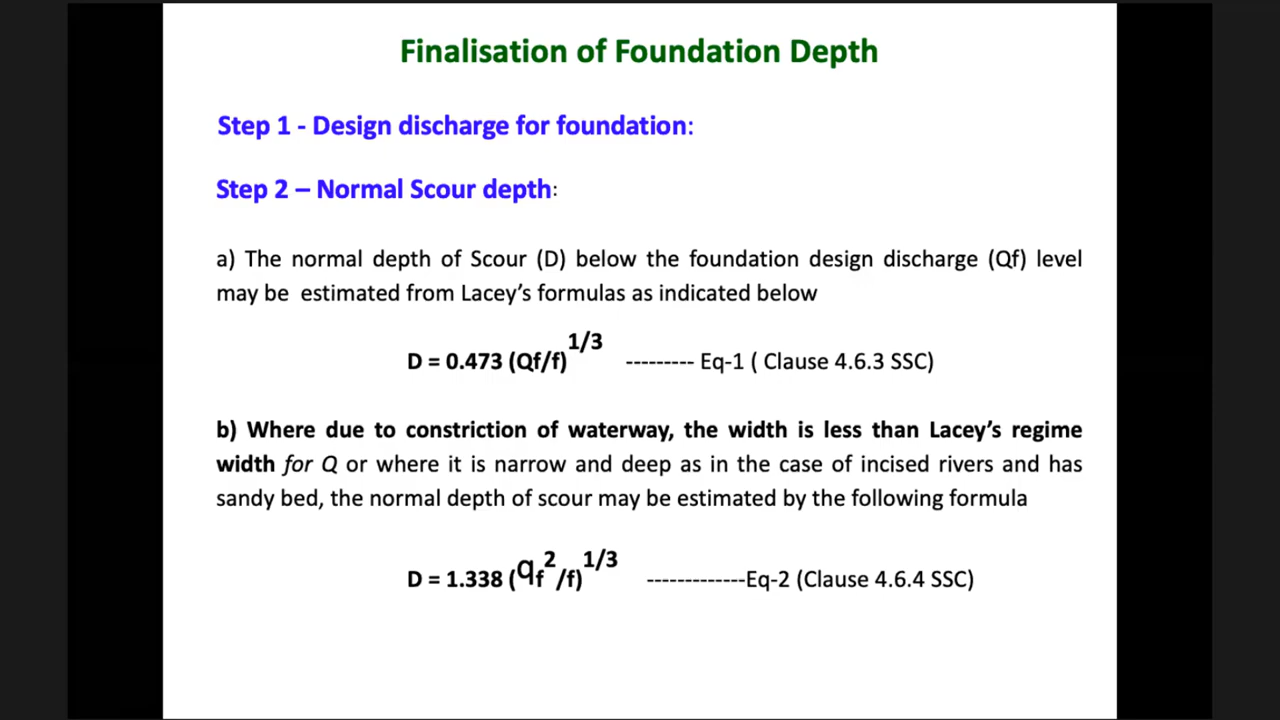 Finalisation of Foundation Depth
Step 1 - Design discharge for foundation:
Step 2 – Normal Scour depth:
a) The normal depth of Scour (D) below the foundation design discharge (Qf) level
may be estimated from Lacey’s formulas as indicated below
D = 0.473 (Qf/f)^1/3 --------- Eq-1 ( Clause 4.6.3 SSC)
b) Where due to constriction of waterway, the width is less than Lacey’s regime
width for Q or where it is narrow and deep as in the case of incised rivers and has
sandy bed, the normal depth of scour may be estimated by the following formula
D = 1.338 (qf^2/f)^1/3 -------------Eq-2 (Clause 4.6.4 SSC)